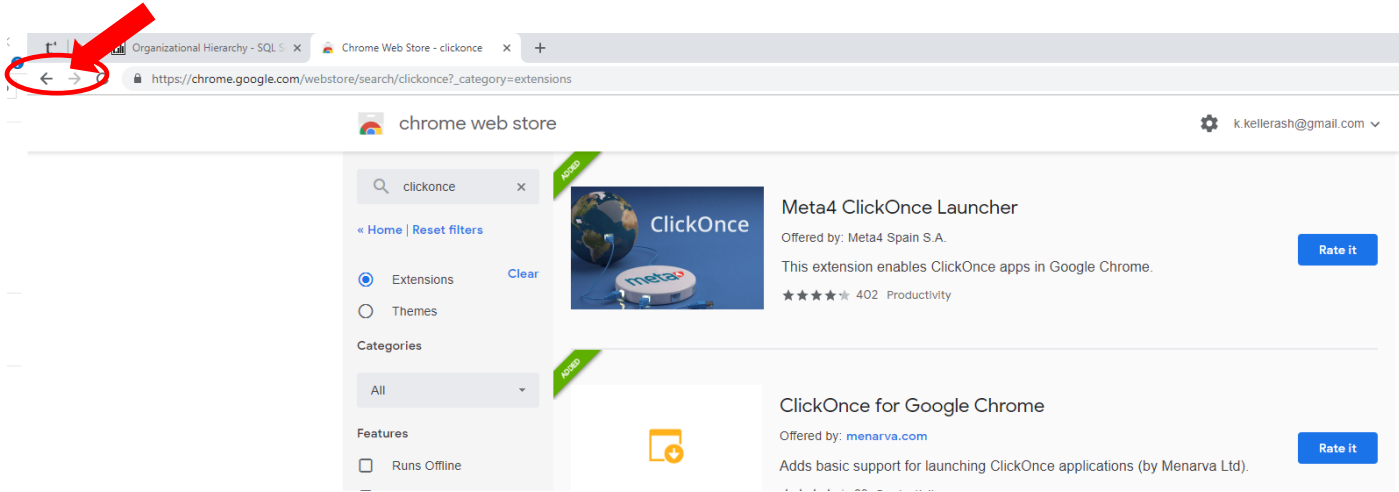 Organizational Hierarchy - SQL S
Chrome Web Store - clickonce
https://chrome.google.com/webstore/search/clickonce?_category=extensions
chrome web store
k.kellerash@gmail.com
clickonce
« Home | Reset filters
Extensions
Clear
Themes
Categories
All
Features
Runs Offline
ADDED
ClickOnce
meta4
Meta4 ClickOnce Launcher
Offered by: Meta4 Spain S.A.
This extension enables ClickOnce apps in Google Chrome.
402 Productivity
Rate it
ADDED
ClickOnce for Google Chrome
Offered by: menarva.com
Adds basic support for launching ClickOnce applications (by Menarva Ltd).
Rate it